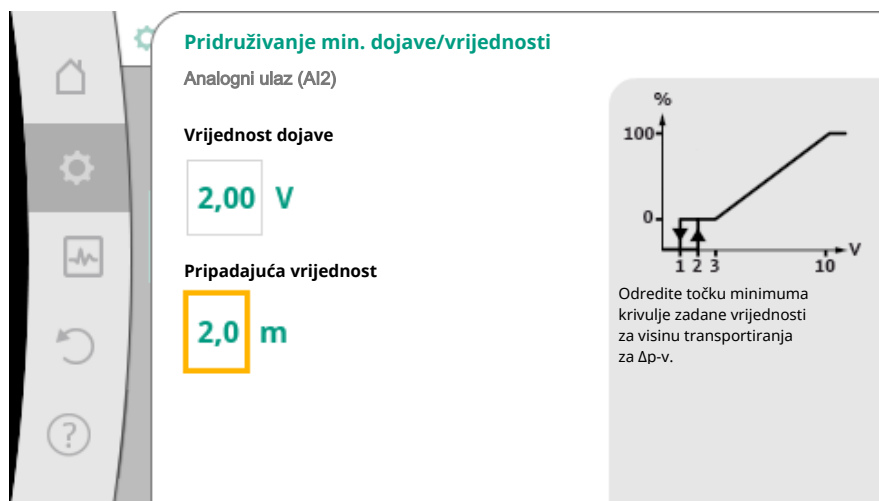 Pridruživanje min. dojave/vrijednosti
Analogni ulaz (AI2)
Vrijednost dojave
2,00 V
Pripadajuća vrijednost
2,0 m
%
100
0
1 2 3 10 V
Odredite točku minimuma
krivulje zadane vrijednosti
za visinu transportiranja
za Δp-v.
?